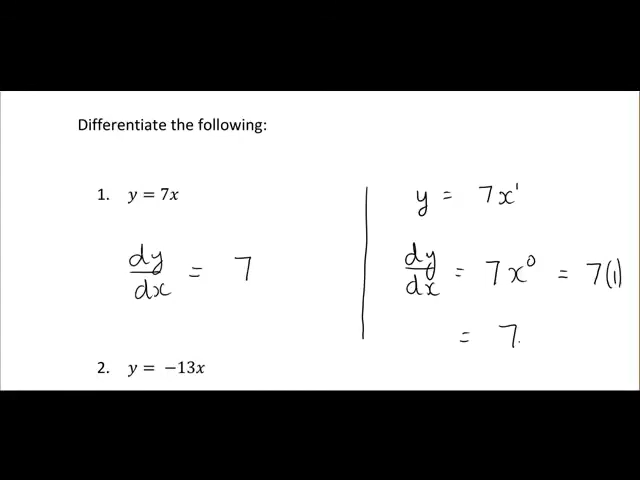 Differentiate the following:
1. y = 7x
dy/dx = 7
y = 7x¹
dy/dx = 7x⁰ = 7(1)
= 7.
2. y = −13x